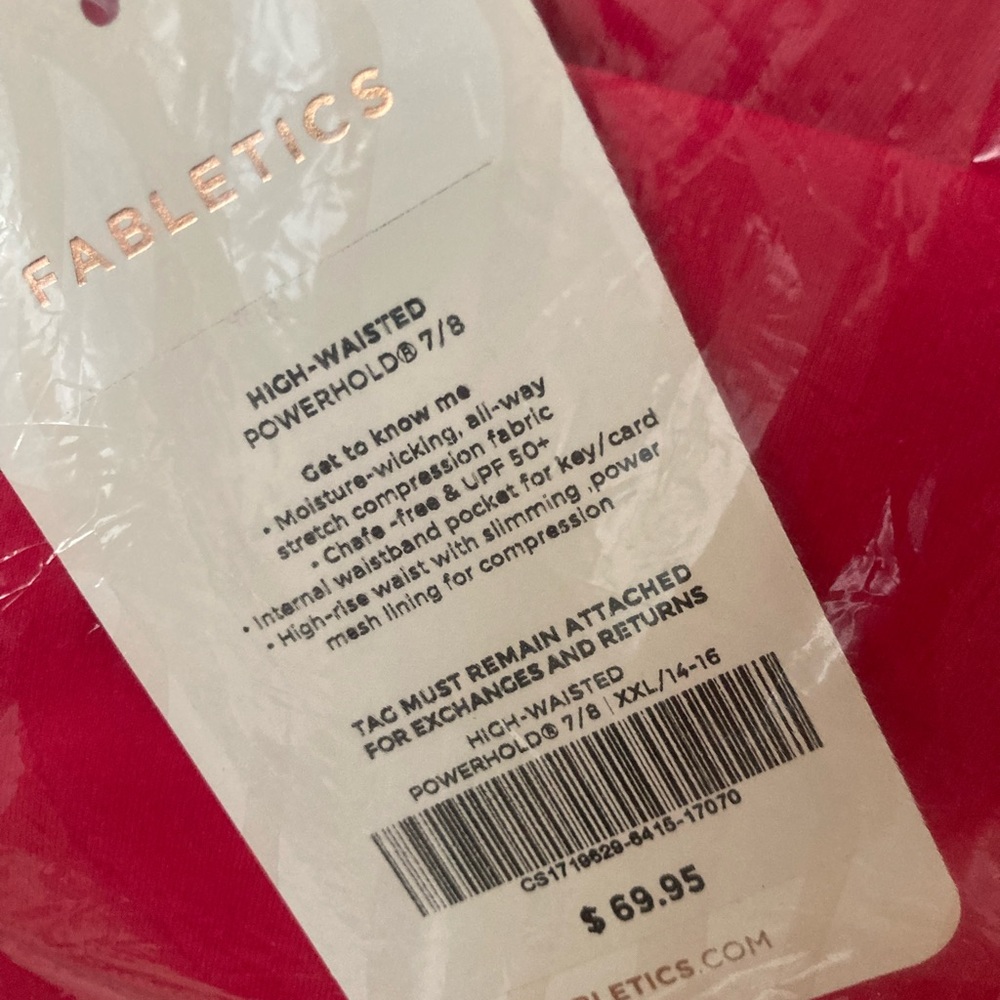 FABLETICS
HIGH-WAISTED
POWERHOLD® 7/8
Get to know me
• Moisture-wicking, all-way
stretch compression fabric
• Chafe -free & UPF 50+
• Internal waistband pocket for key/card
• High-rise waist with slimming ,power
mesh lining for compression
TAG MUST REMAIN ATTACHED
FOR EXCHANGES AND RETURNS
HIGH-WAISTED
POWERHOLD® 7/8 | XXL/14-16
CS1719629-6415-17070
$ 69.95
BLETICS.COM